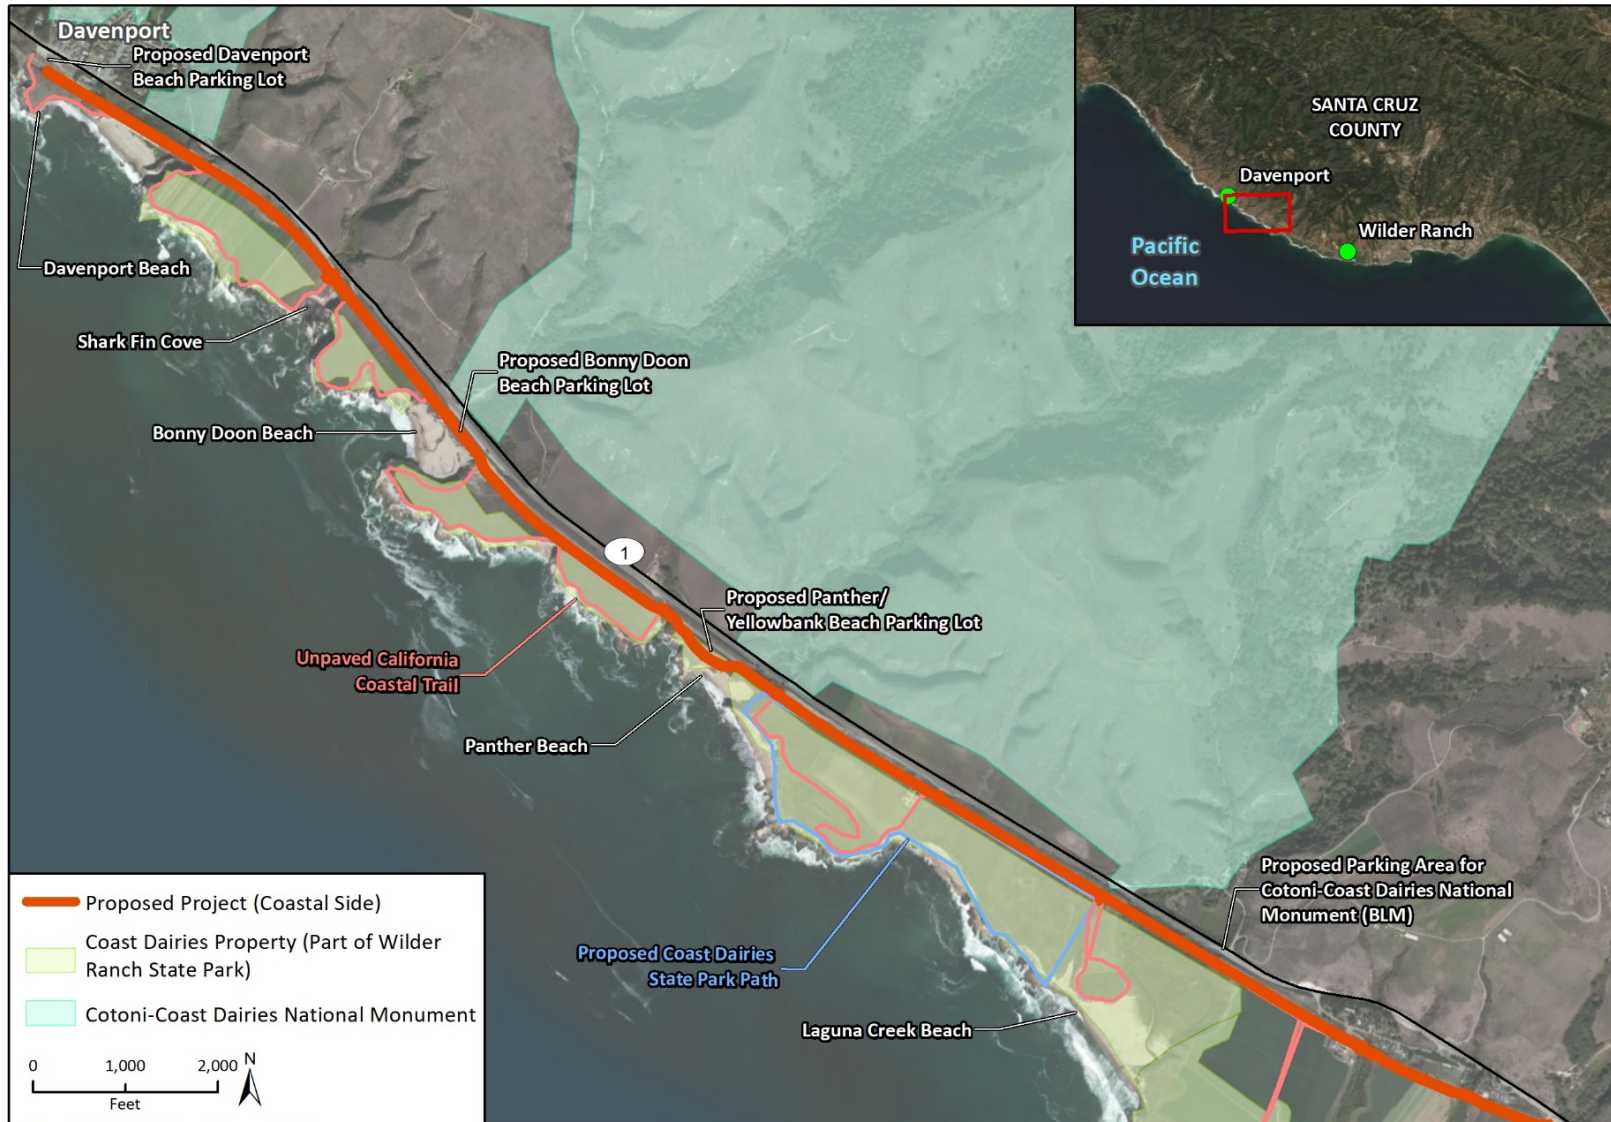 Davenport
Proposed Davenport
Beach Parking Lot
SANTA CRUZ
COUNTY
Davenport
Wilder Ranch
Pacific
Ocean
Davenport Beach
Shark Fin Cove
Proposed Bonny Doon
Beach Parking Lot
Bonny Doon Beach
1
Proposed Panther/
Yellowbank Beach Parking Lot
Unpaved California
Coastal Trail
Panther Beach
Proposed Parking Area for
Cotoni-Coast Dairies National
Monument (BLM)
Proposed Coast Dairies
State Park Path
Laguna Creek Beach
Proposed Project (Coastal Side)
Coast Dairies Property (Part of Wilder
Ranch State Park)
Cotoni-Coast Dairies National Monument
0 1,000 2,000 N
Feet